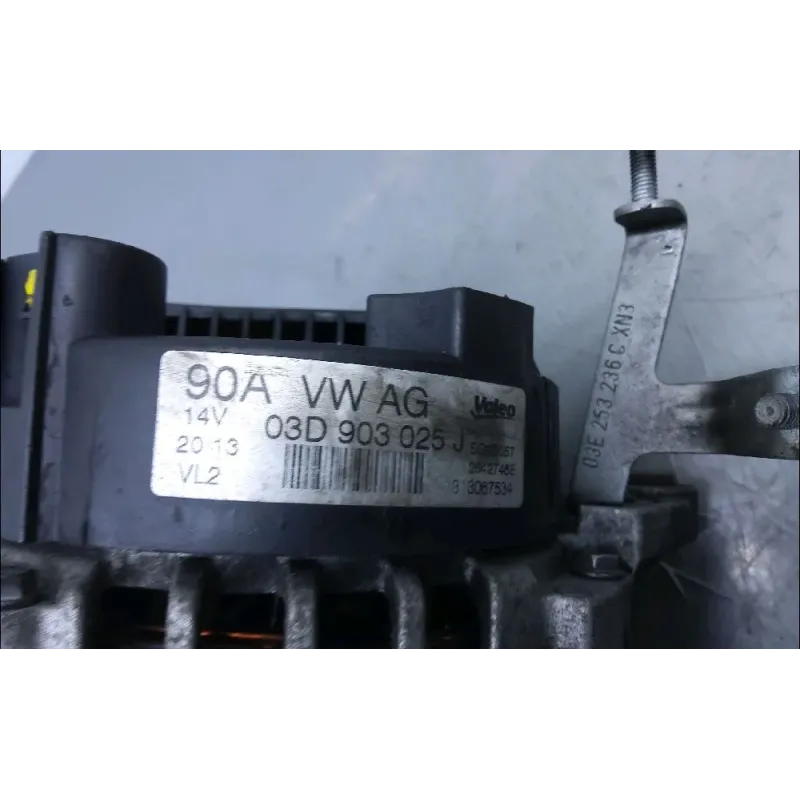 90A VW AG
Valeo
14V
03D 903 025 J
20 13
VL2
03E 253 236 C XN3